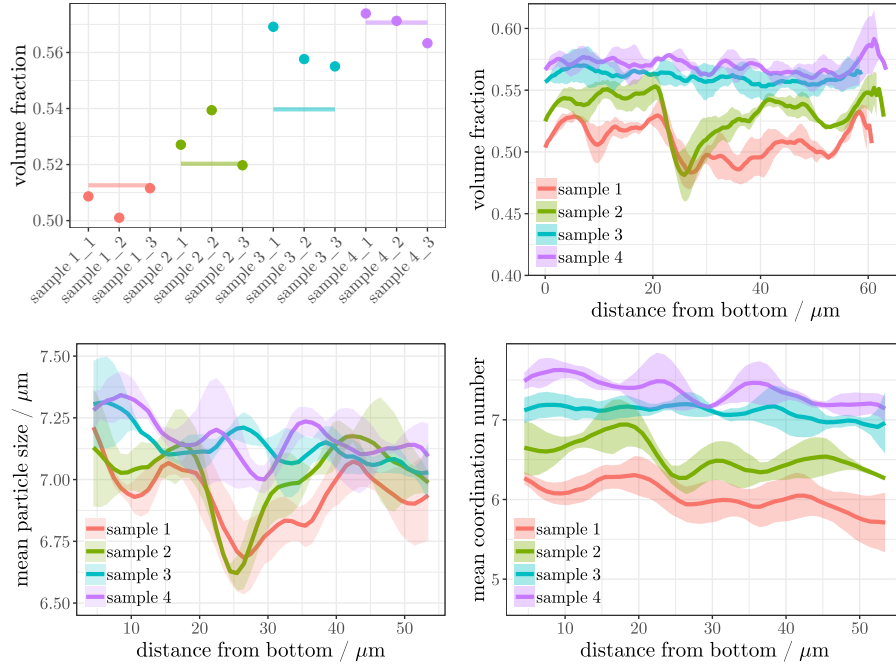 volume fraction
0.56
0.54
0.52
0.50
sample 1_1
sample 1_2
sample 1_3
sample 2_1
sample 2_2
sample 2_3
sample 3_1
sample 3_2
sample 3_3
sample 4_1
sample 4_2
sample 4_3
volume fraction
0.60
0.55
0.50
0.45
0.40
sample 1
sample 2
sample 3
sample 4
0 20 40 60
distance from bottom / μm
mean particle size / μm
7.50
7.25
7.00
6.75
6.50
sample 1
sample 2
sample 3
sample 4
10 20 30 40 50
distance from bottom / μm
mean coordination number
7
6
5
sample 1
sample 2
sample 3
sample 4
10 20 30 40 50
distance from bottom / μm